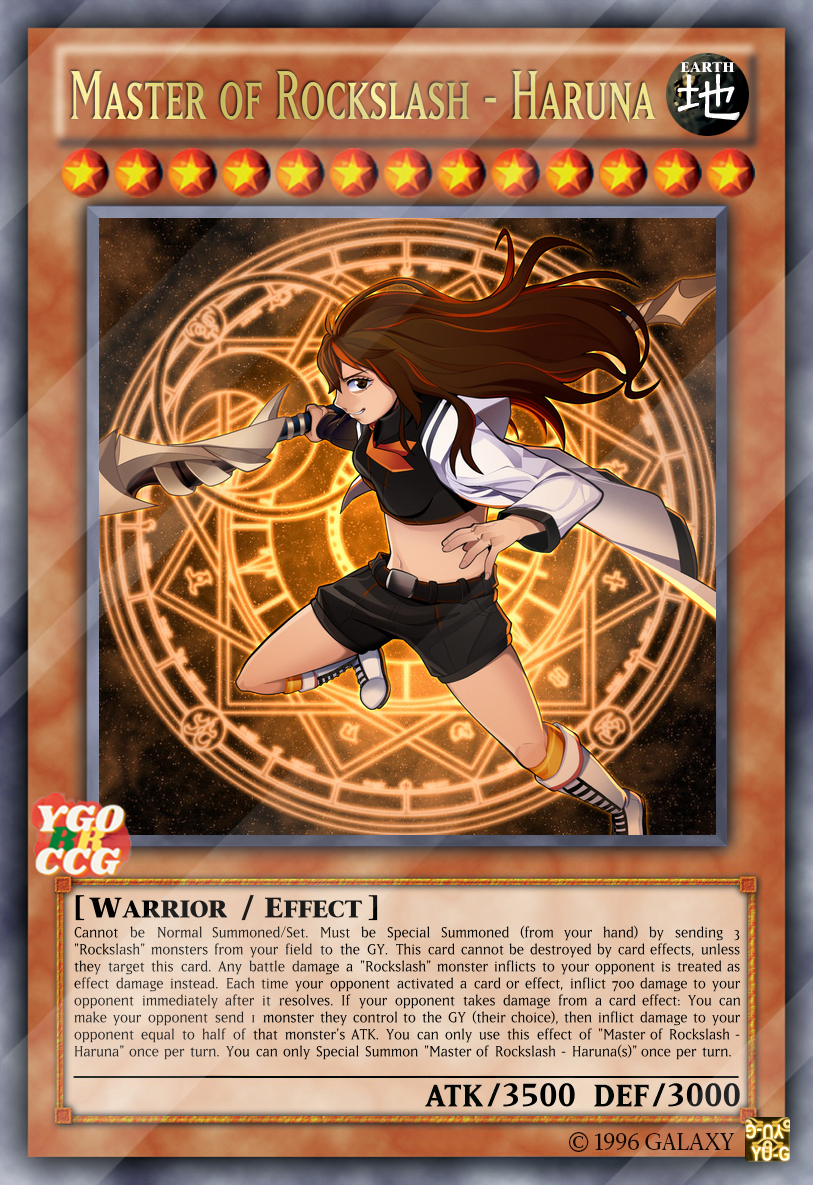 Master of Rockslash - Haruna
EARTH
地
YGO
RR
CCG
[ Warrior / Effect ]
Cannot be Normal Summoned/Set. Must be Special Summoned (from your hand) by sending 3
"Rockslash" monsters from your field to the GY. This card cannot be destroyed by card effects, unless
they target this card. Any battle damage a "Rockslash" monster inflicts to your opponent is treated as
effect damage instead. Each time your opponent activated a card or effect, inflict 700 damage to your
opponent immediately after it resolves. If your opponent takes damage from a card effect: You can
make your opponent send 1 monster they control to the GY (their choice), then inflict damage to your
opponent equal to half of that monster's ATK. You can only use this effect of "Master of Rockslash -
Haruna" once per turn. You can only Special Summon "Master of Rockslash - Haruna(s)" once per turn.
ATK/3500 DEF/3000
© 1996 GALAXY
YU-G